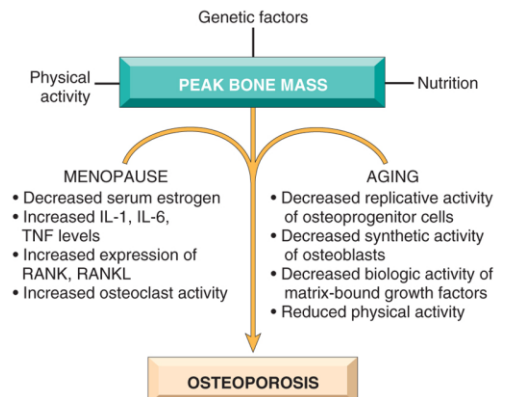 Genetic factors
Physical
activity
PEAK BONE MASS
Nutrition
MENOPAUSE
• Decreased serum estrogen
• Increased IL-1, IL-6,
TNF levels
• Increased expression of
RANK, RANKL
• Increased osteoclast activity
AGING
• Decreased replicative activity
of osteoprogenitor cells
• Decreased synthetic activity
of osteoblasts
• Decreased biologic activity of
matrix-bound growth factors
• Reduced physical activity
OSTEOPOROSIS